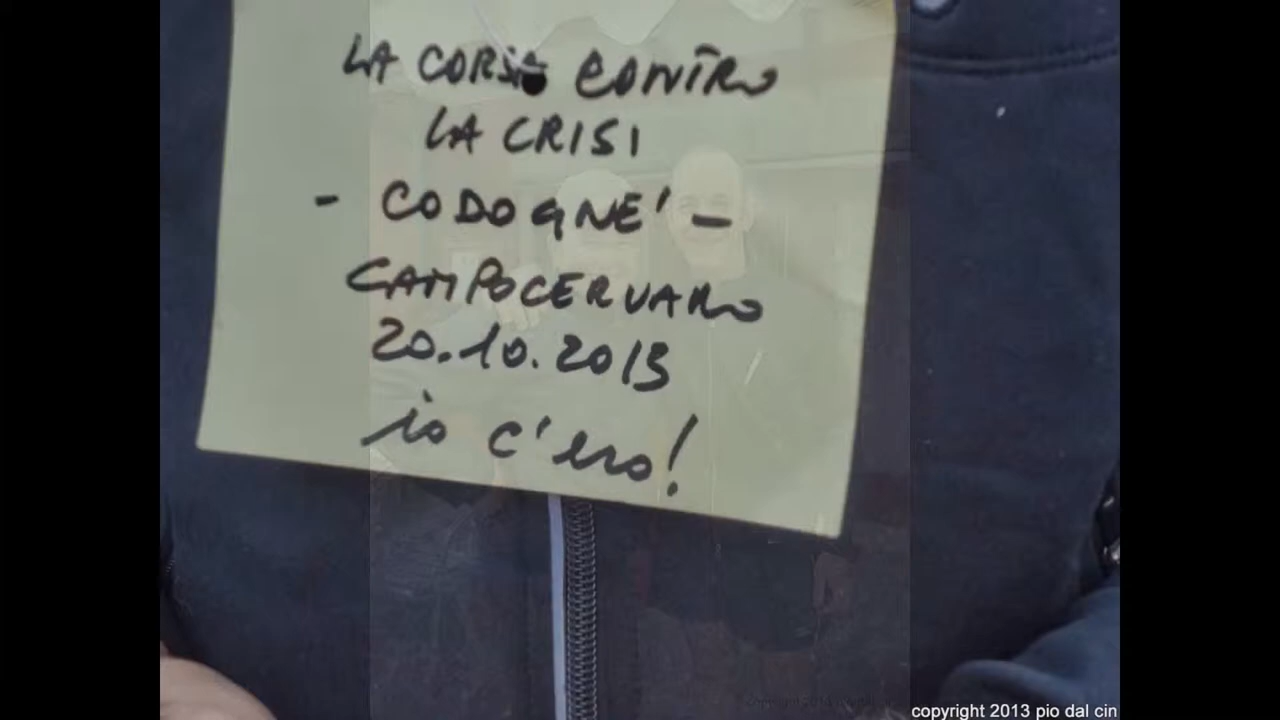 LA CORSA CONTRO
LA CRISI
- CODOGNE' -
CAMPOCERVARO
20.10.2013
io c'ero!
copyright 2013 pio dal cin